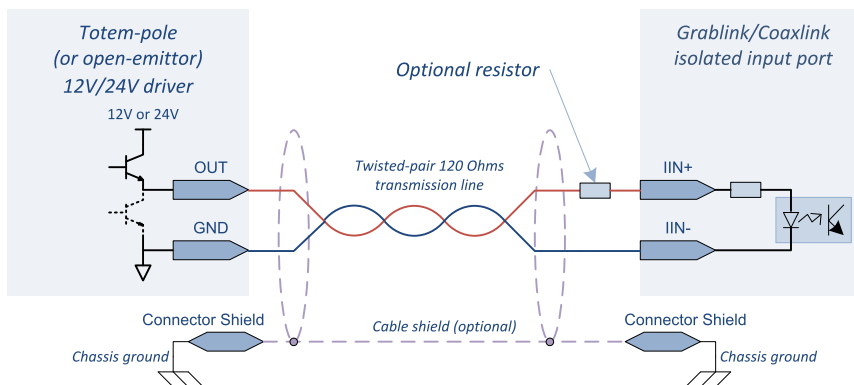 Totem-pole
(or open-emittor)
12V/24V driver
12V or 24V
OUT
GND
Optional resistor
Twisted-pair 120 Ohms
transmission line
Grablink/Coaxlink
isolated input port
IIN+
IIN-
Connector Shield
Chassis ground
Cable shield (optional)
Connector Shield
Chassis ground